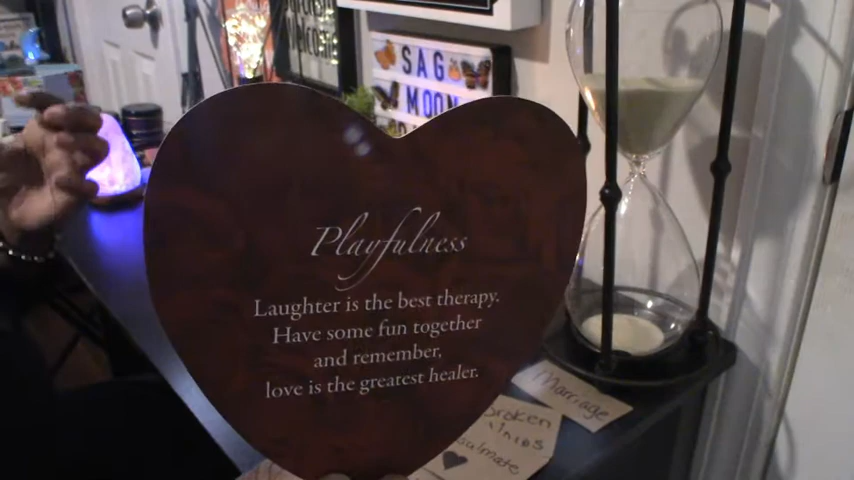 SAG
MOON
Playfulness
Laughter is the best therapy.
Have some fun together
and remember,
love is the greatest healer.
Marriage
Broken
soulmate